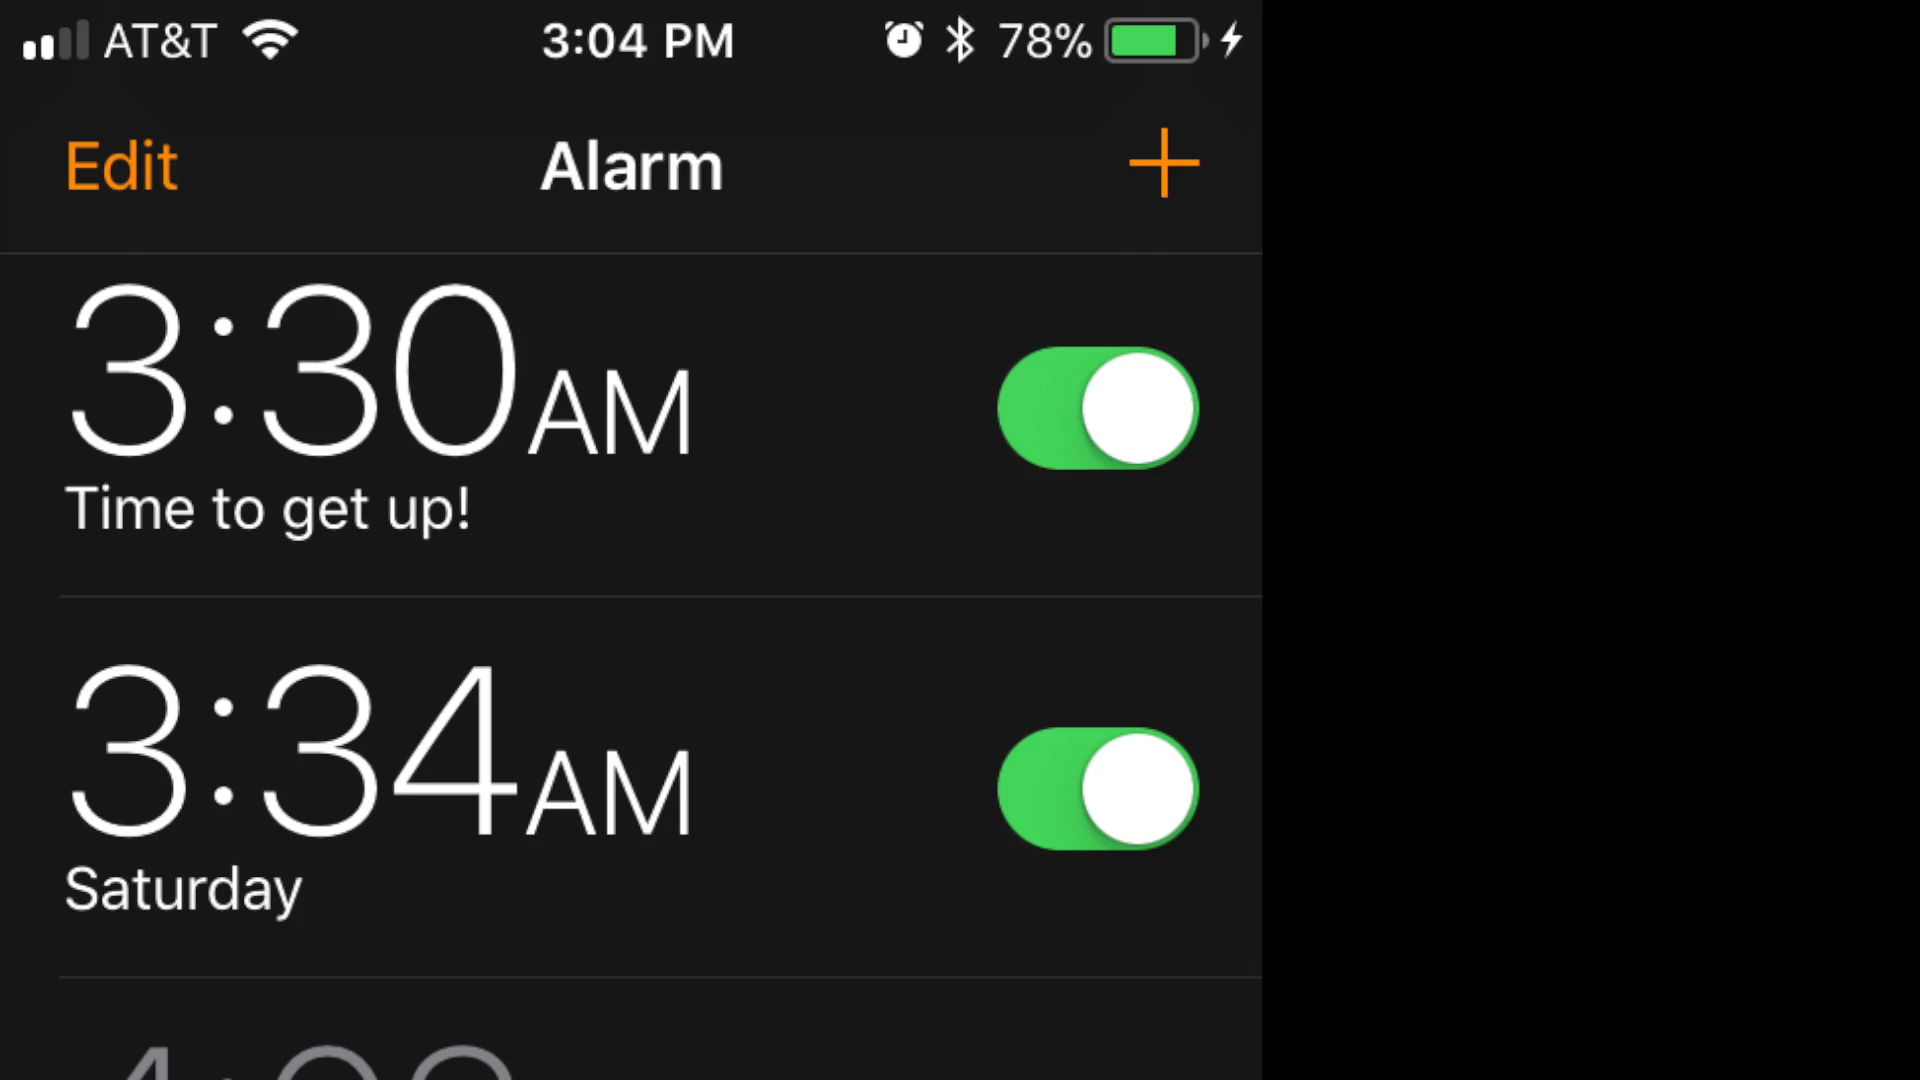 AT&T 3:04 PM 78%
Edit Alarm
3:30AM
Time to get up!
3:34AM
Saturday